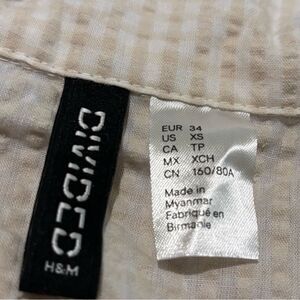 DIVIDED
H&M
EUR 34
US XS
CA TP
MX XCH
CN 160/80A
Made in
Myanmar
Fabriqué en
Birmanie